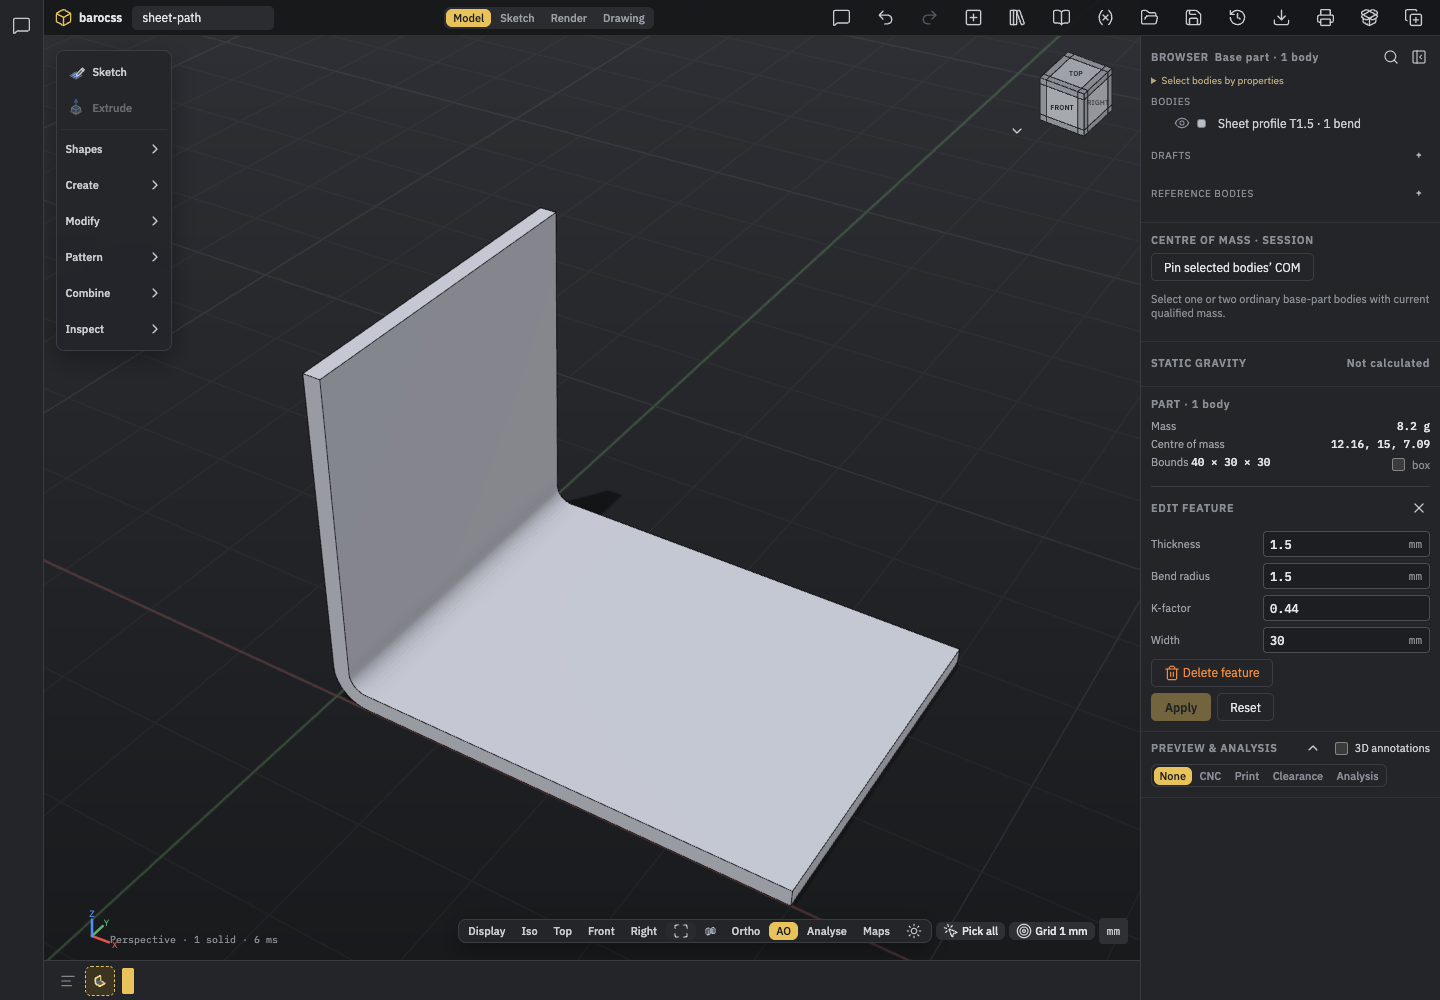 barocss
sheet-path
Model
Sketch
Render
Drawing
Sketch
Extrude
Shapes
Create
Modify
Pattern
Combine
Inspect
TOP
FRONT
RIGHT
BROWSER Base part · 1 body
Select bodies by properties
BODIES
Sheet profile T1.5 · 1 bend
DRAFTS
REFERENCE BODIES
CENTRE OF MASS · SESSION
Pin selected bodies’ COM
Select one or two ordinary base-part bodies with current
qualified mass.
STATIC GRAVITY Not calculated
PART · 1 body
Mass 8.2 g
Centre of mass 12.16, 15, 7.09
Bounds 40 × 30 × 30 box
EDIT FEATURE
Thickness 1.5 mm
Bend radius 1.5 mm
K-factor 0.44
Width 30 mm
Delete feature
Apply Reset
PREVIEW & ANALYSIS 3D annotations
None CNC Print Clearance Analysis
Z
Y
X
Perspective · 1 solid · 6 ms
Display Iso Top Front Right Ortho AO Analyse Maps Pick all Grid 1 mm mm